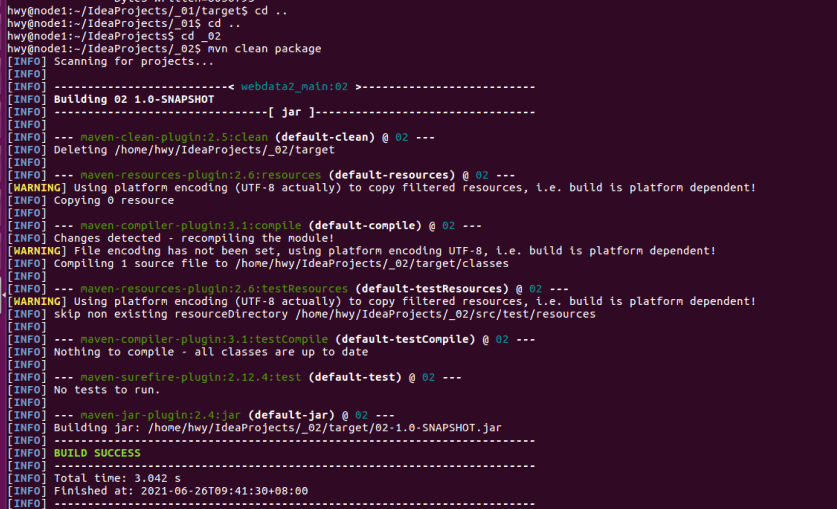 hwy@node1:~/IdeaProjects/_01/target$ cd ..
hwy@node1:~/IdeaProjects/_01$ cd ..
hwy@node1:~/IdeaProjects$ cd _02
hwy@node1:~/IdeaProjects/_02$ mvn clean package
[INFO] Scanning for projects...
[INFO]
[INFO] ---------------------------< webdata2_main:02 >---------------------------
[INFO] Building 02 1.0-SNAPSHOT
[INFO] --------------------------------[ jar ]---------------------------------
[INFO]
[INFO] --- maven-clean-plugin:2.5:clean (default-clean) @ 02 ---
[INFO] Deleting /home/hwy/IdeaProjects/_02/target
[INFO]
[INFO] --- maven-resources-plugin:2.6:resources (default-resources) @ 02 ---
[WARNING] Using platform encoding (UTF-8 actually) to copy filtered resources, i.e. build is platform dependent!
[INFO] Copying 0 resource
[INFO]
[INFO] --- maven-compiler-plugin:3.1:compile (default-compile) @ 02 ---
[INFO] Changes detected - recompiling the module!
[WARNING] File encoding has not been set, using platform encoding UTF-8, i.e. build is platform dependent!
[INFO] Compiling 1 source file to /home/hwy/IdeaProjects/_02/target/classes
[INFO]
[INFO] --- maven-resources-plugin:2.6:testResources (default-testResources) @ 02 ---
[WARNING] Using platform encoding (UTF-8 actually) to copy filtered resources, i.e. build is platform dependent!
[INFO] skip non existing resourceDirectory /home/hwy/IdeaProjects/_02/src/test/resources
[INFO]
[INFO] --- maven-compiler-plugin:3.1:testCompile (default-testCompile) @ 02 ---
[INFO] Nothing to compile - all classes are up to date
[INFO]
[INFO] --- maven-surefire-plugin:2.12.4:test (default-test) @ 02 ---
[INFO] No tests to run.
[INFO]
[INFO] --- maven-jar-plugin:2.4:jar (default-jar) @ 02 ---
[INFO] Building jar: /home/hwy/IdeaProjects/_02/target/02-1.0-SNAPSHOT.jar
[INFO] ------------------------------------------------------------------------
[INFO] BUILD SUCCESS
[INFO] ------------------------------------------------------------------------
[INFO] Total time: 3.042 s
[INFO] Finished at: 2021-06-26T09:41:30+08:00
[INFO] ------------------------------------------------------------------------